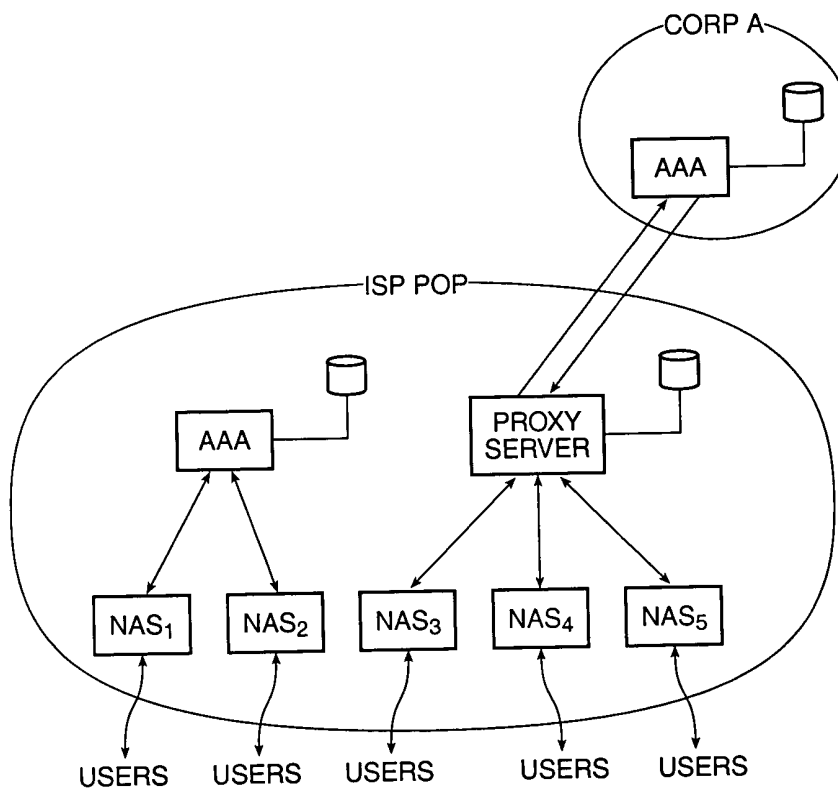 CORP A
AAA
ISP POP
AAA
PROXY
SERVER
NAS₁
NAS₂
NAS₃
NAS₄
NAS₅
USERS
USERS
USERS
USERS
USERS